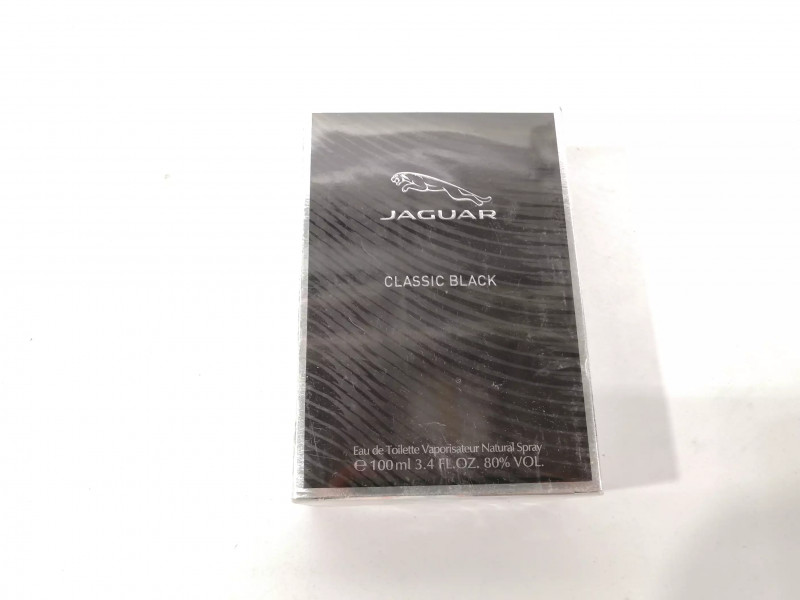 JAGUAR
CLASSIC BLACK
Eau de Toilette Vaporisateur Natural Spray
℮ 100 ml 3.4 FL.OZ. 80% VOL.